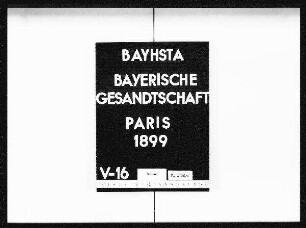 BAYHSTA
BAYERISCHE
GESANDTSCHAFT
PARIS
1899
V-16